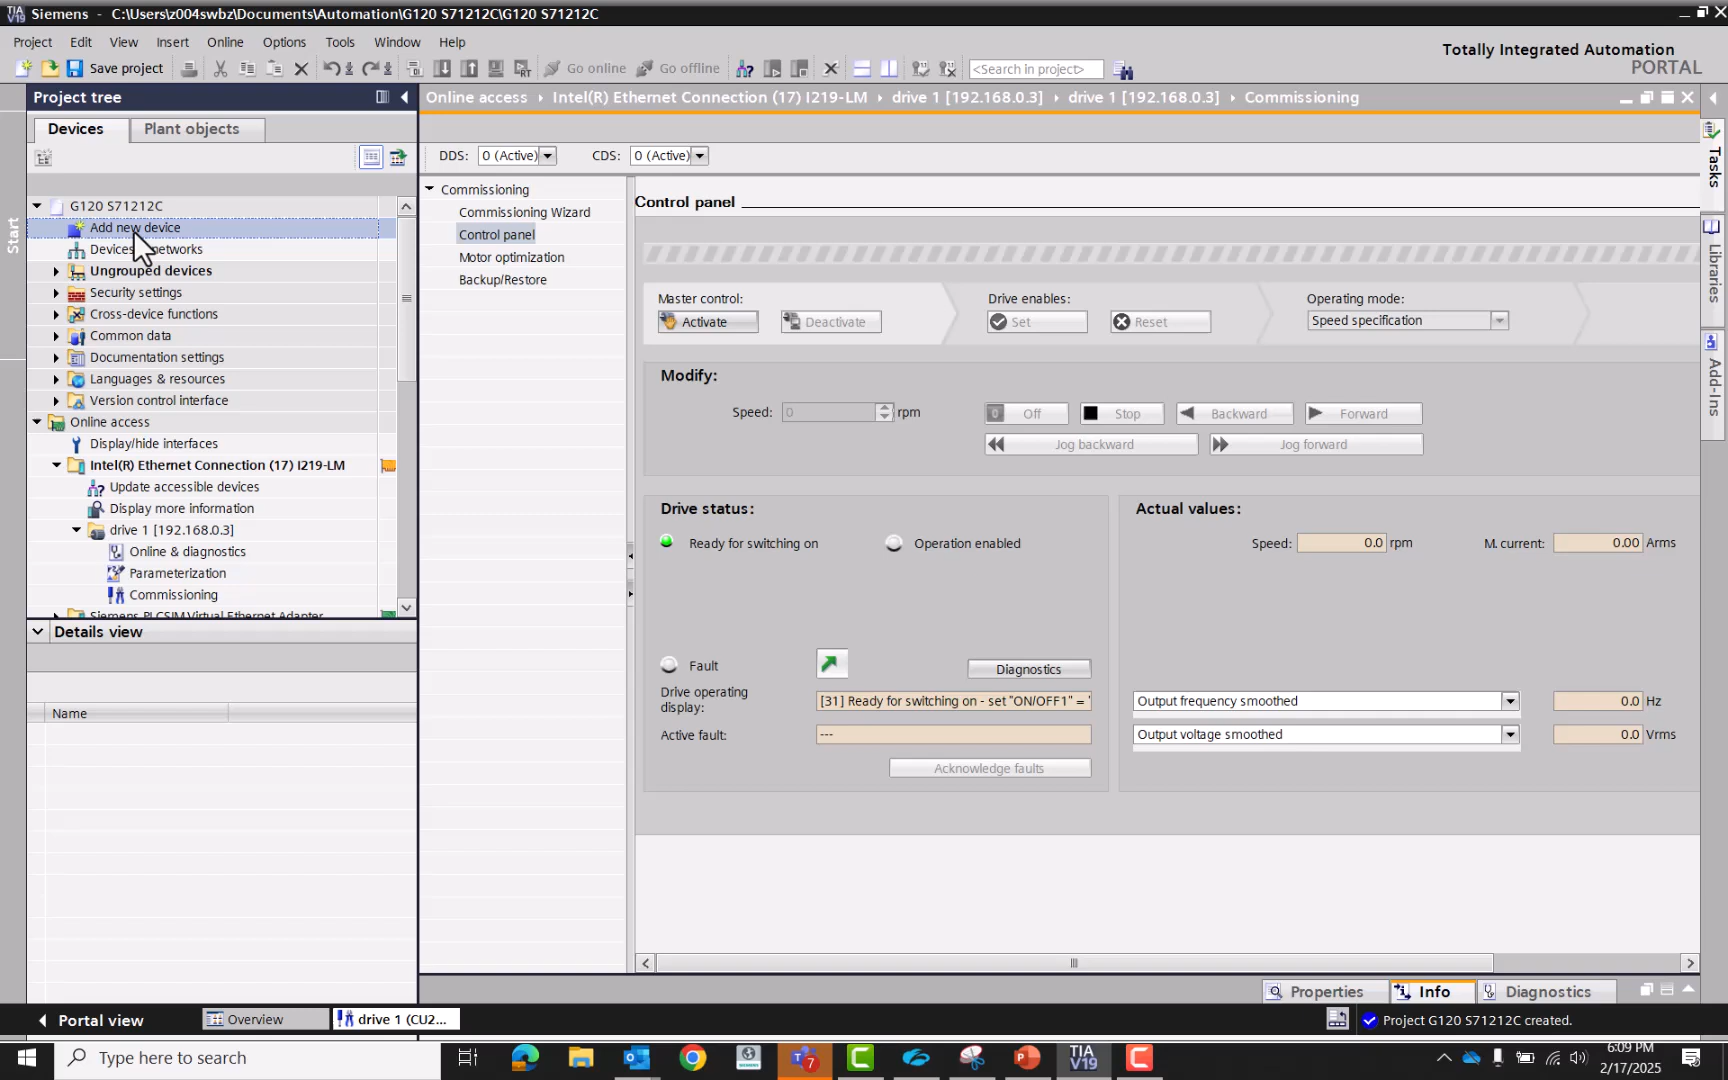 TIA V19 Siemens - C:\Users\z004swbz\Documents\Automation\G120 S71212C\G120 S71212C
Project Edit View Insert Online Options Tools Window Help
Totally Integrated Automation
PORTAL
Save project Go online Go offline <Search in project>
Project tree
Online access Intel(R) Ethernet Connection (17) I219-LM drive 1 [192.168.0.3] drive 1 [192.168.0.3] Commissioning
Devices Plant objects
DDS: 0 (Active) CDS: 0 (Active)
Start
G120 S71212C
Add new device
networks
Ungrouped devices
Security settings
Cross-device functions
Common data
Documentation settings
Languages & resources
Version control interface
Online access
Display/hide interfaces
Intel(R) Ethernet Connection (17) I219-LM
Update accessible devices
Display more information
drive 1 [192.168.0.3]
Online & diagnostics
Parameterization
Commissioning
Siemens PLCSIM Virtual Ethernet Adapter
Details view
Name
Commissioning
Commissioning Wizard
Control panel
Motor optimization
Backup/Restore
Control panel
Master control: Drive enables: Operating mode:
Activate Deactivate Set Reset Speed specification
Modify:
Speed: 0 rpm 0 Off Stop Backward Forward
Jog backward Jog forward
Drive status: Actual values:
Ready for switching on Operation enabled Speed: 0.0 rpm M. current: 0.00 Arms
Fault Diagnostics
Drive operating
display: [31] Ready for switching on - set "ON/OFF1" = ' Output frequency smoothed 0.0 Hz
Active fault: --- Output voltage smoothed 0.0 Vrms
Acknowledge faults
Tasks
Libraries
Add-Ins
Properties Info Diagnostics
Portal view Overview drive 1 (CU2... Project G120 S71212C created.
Type here to search 7 TIA V19 6:09 PM
2/17/2025